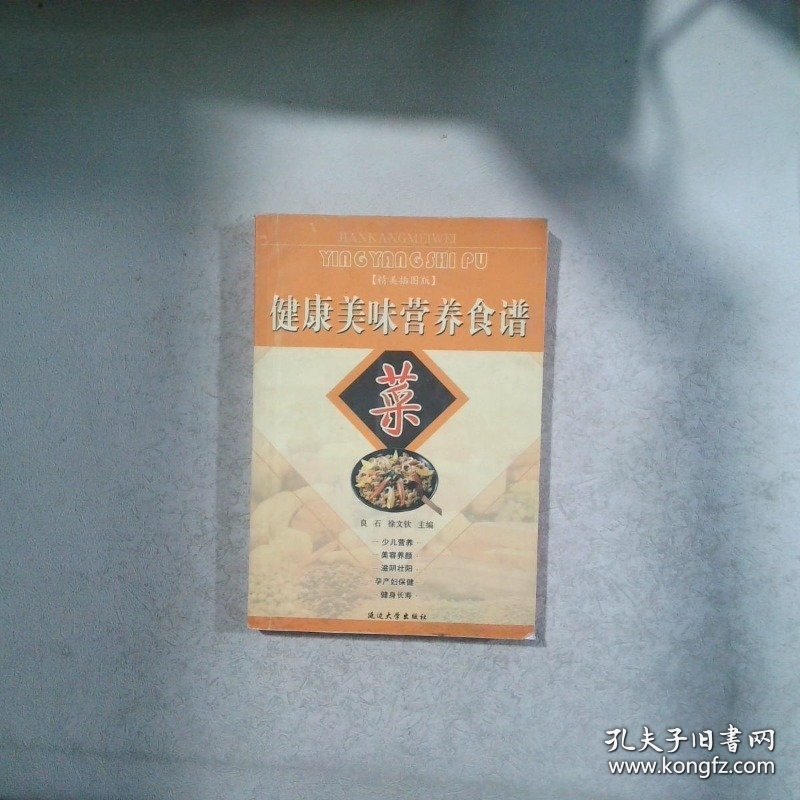 JIANKANGMEIWEI
YINGYANGSHI PU
【精美插图版】
健康美味营养食谱
菜
良 石 徐文钦 主编
少儿营养
美容养颜
滋阴壮阳
孕产妇保健
健身长寿
延边大学出版社
孔夫子旧书网
www.kongfz.com